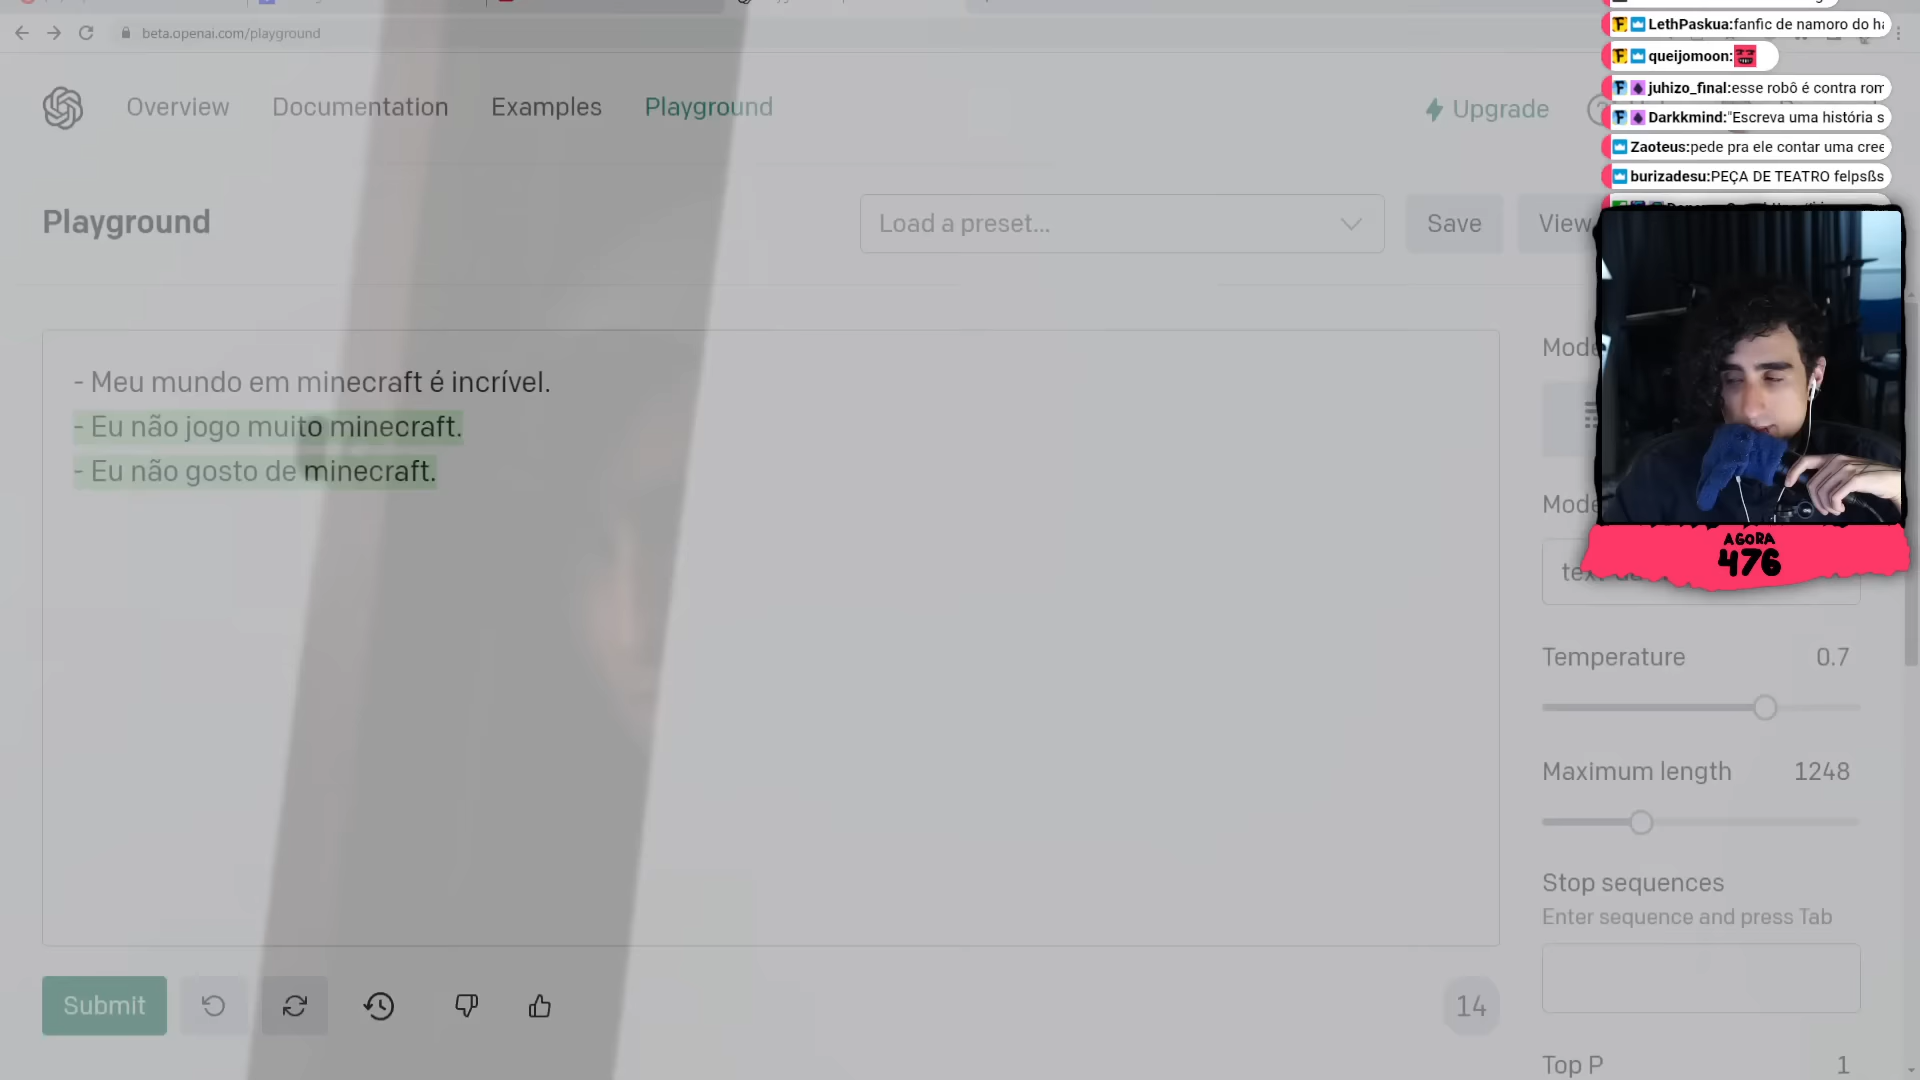 beta.openai.com/playground
Overview
Documentation
Examples
Playground
Upgrade
Playground
Load a preset...
Save
View
- Meu mundo em minecraft é incrível.
- Eu não jogo muito minecraft.
- Eu não gosto de minecraft.
Submit
14
LethPaskua:fanfic de namoro do
queijomoon:
juhizo_final:esse robô é contra
Darkkmind:"Escreva uma história
Zaoteus:pede pra ele contar uma
burizadesu:PEÇA DE TEATRO felpsßs
AGORA
476
Temperature 0.7
Maximum length 1248
Stop sequences
Enter sequence and press Tab
Top P 1